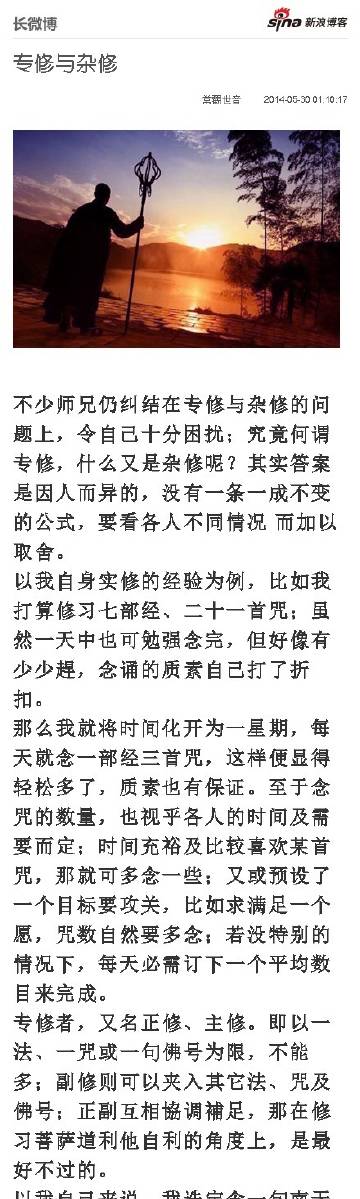 长微博
sina 新浪博客
专修与杂修
2014-05-30 01:10:17
不少师兄仍纠结在专修与杂修的问
题上，令自己十分困扰；究竟何谓
专修，什么又是杂修呢？其实答案
是因人而异的，没有一条一成不变
的公式，要看各人不同情况 而加以
取舍。
以我自身实修的经验为例，比如我
打算修习七部经、二十一首咒；虽
然一天中也可勉强念完，但好像有
少少趕，念诵的质素自己打了折
扣。
那么我就将时间化开为一星期，每
天就念一部经三首咒，这样便显得
轻松多了，质素也有保证。至于念
咒的数量，也视乎各人的时间及需
要而定；时间充裕及比较喜欢某首
咒，那就可多念一些；又或预设了
一个目标要攻关，比如求满足一个
愿，咒数自然要多念；若没特别的
情况下，每天必需订下一个平均数
目来完成。
专修者，又名正修、主修。即以一
法、一咒或一句佛号为限，不能
多；副修则可以夹入其它法、咒及
佛号；正副互相協调補足，那在修
习菩萨道利他自利的角度上，是最
好不过的。
以我自己来说，我选定念一句南无